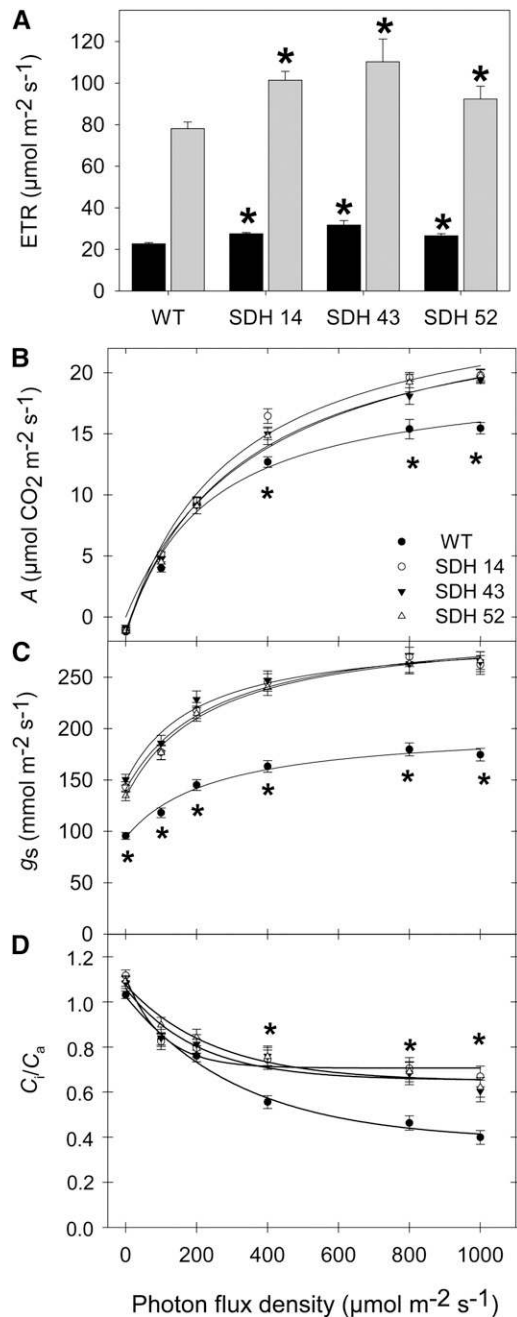 A
ETR (μmol m-2 s-1)
120
100
80
60
40
20
0
* * *
* * *
WT SDH 14 SDH 43 SDH 52
B
A (μmol CO2 m-2 s-1)
20
15
10
5
0
* * *
WT
SDH 14
SDH 43
SDH 52
C
gs (mmol m-2 s-1)
250
200
150
100
50
0
* * * * * *
D
Ci/Ca
1.2
1.0
0.8
0.6
0.4
0.2
0.0
* * *
0 200 400 600 800 1000
Photon flux density (μmol m-2 s-1)